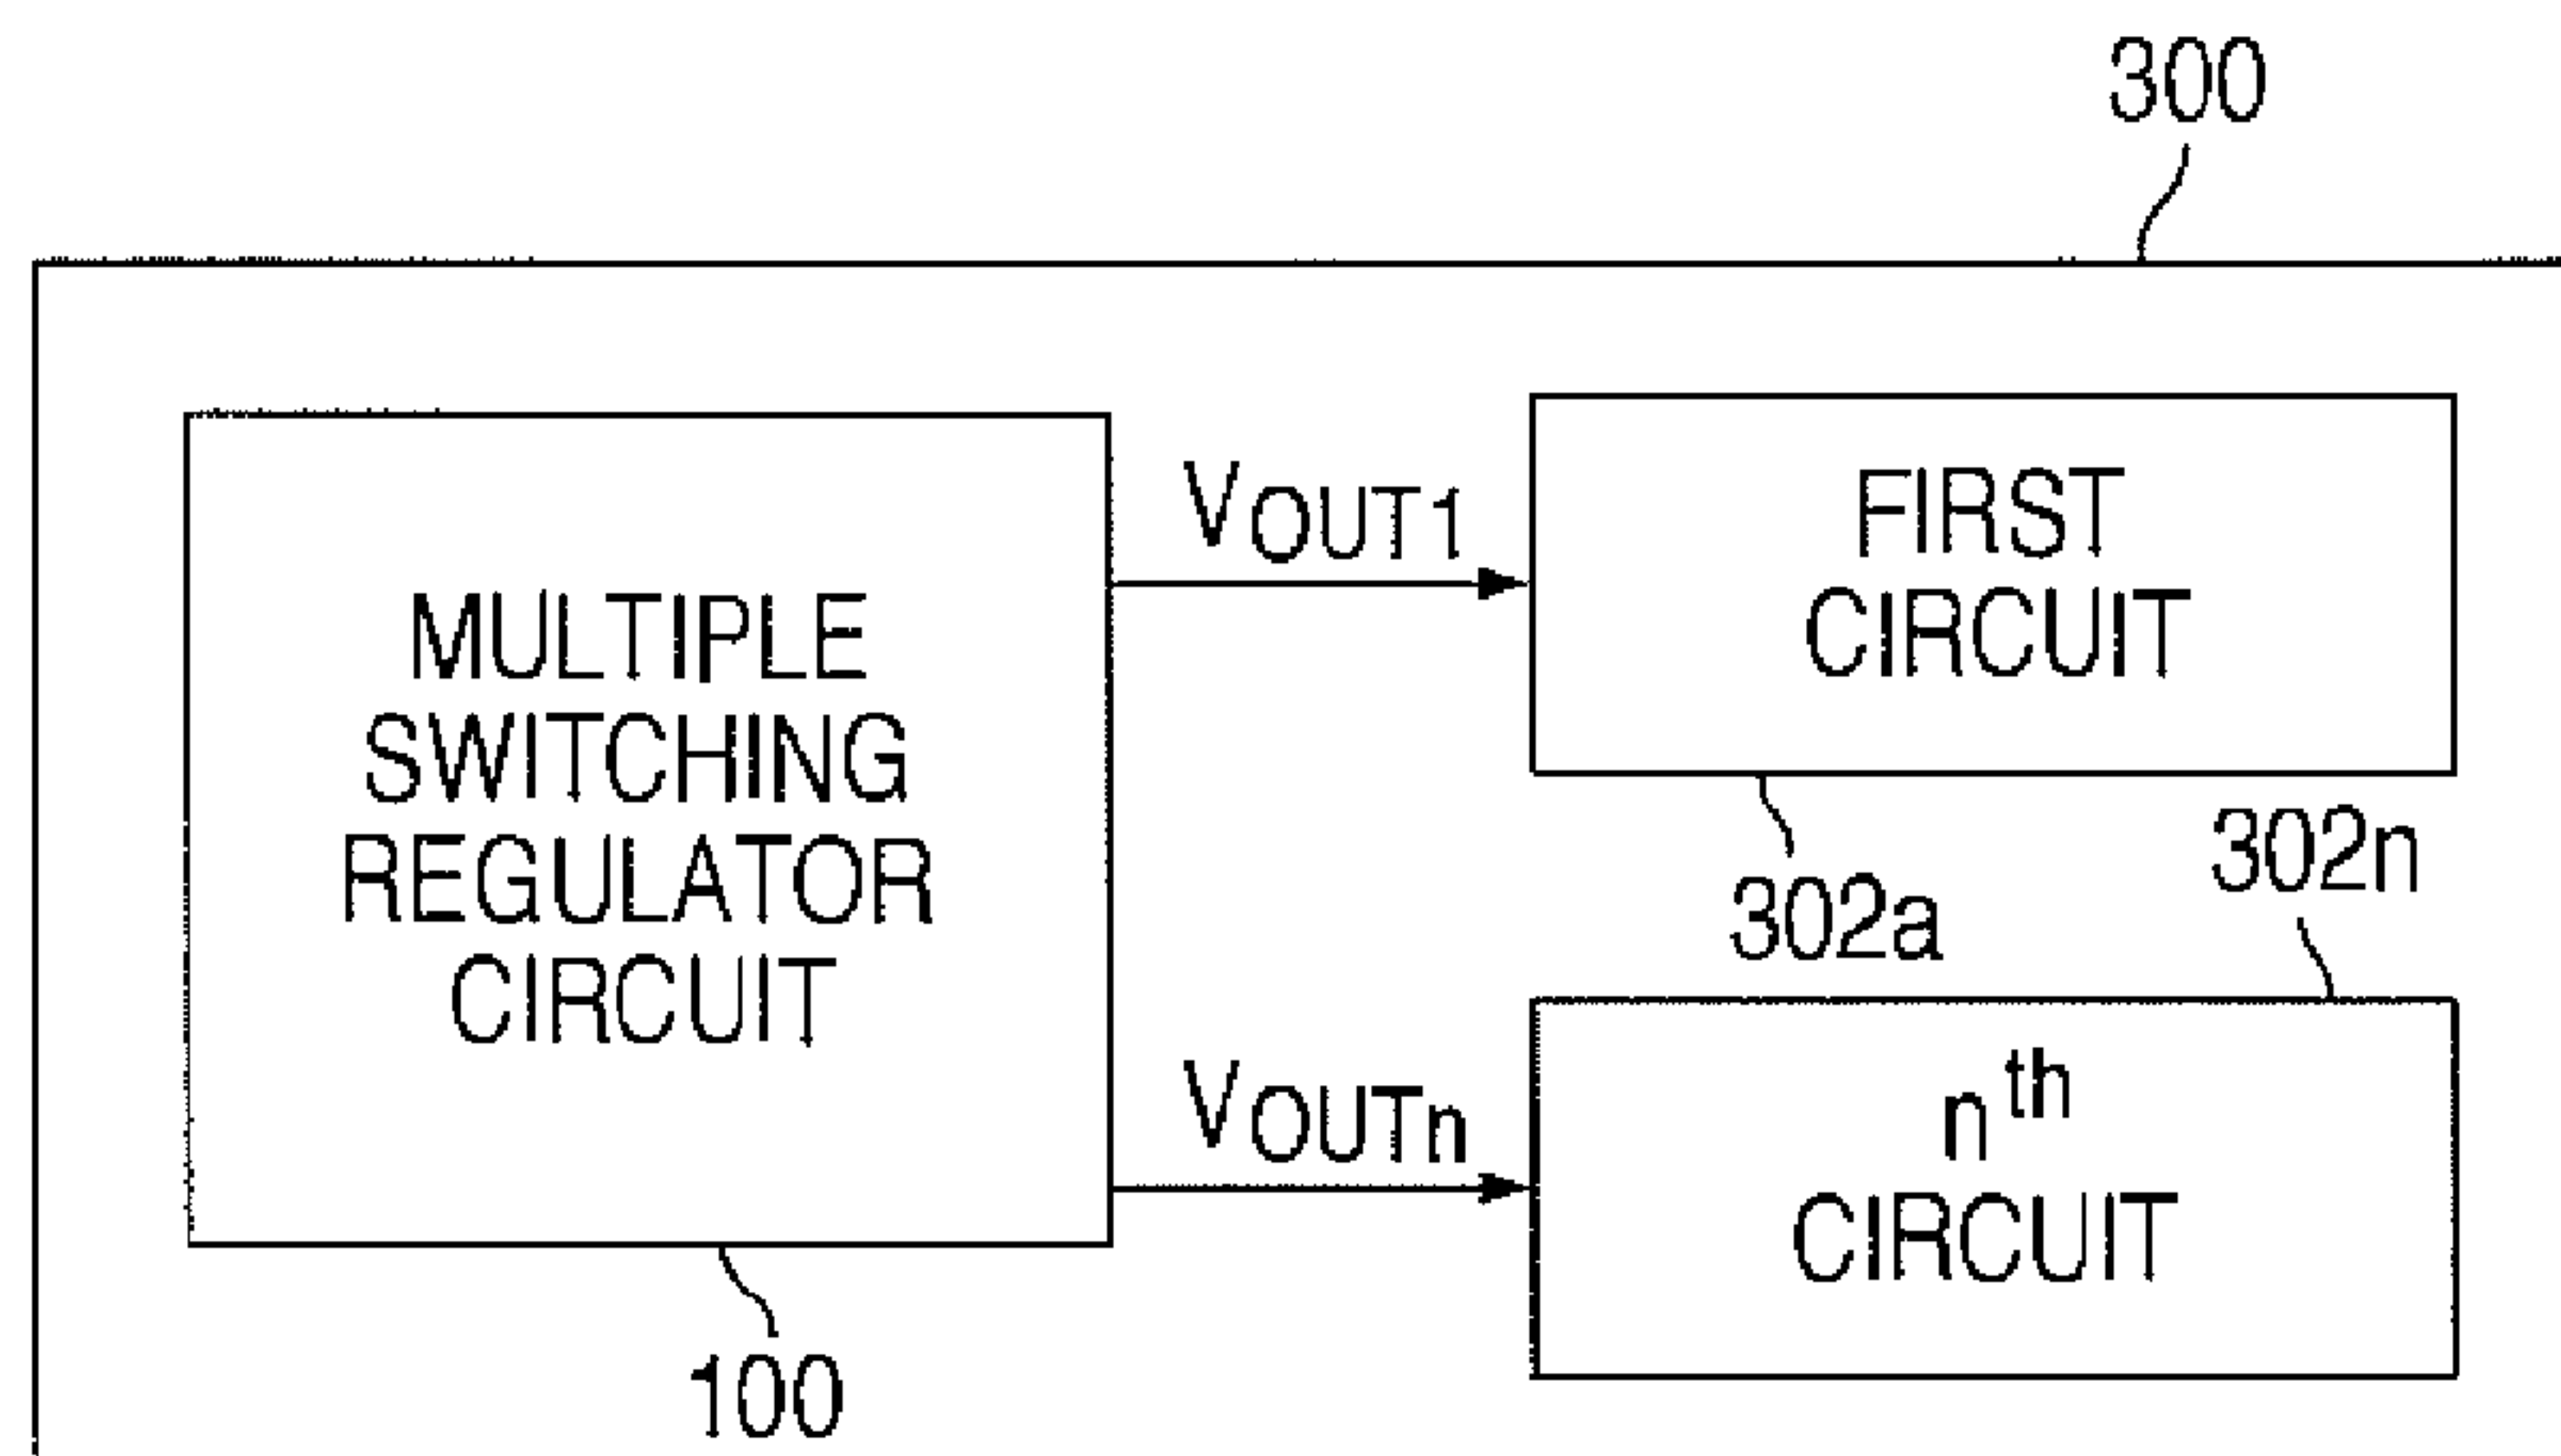 300
MULTIPLE
SWITCHING
REGULATOR
CIRCUIT
100
VOUT1
FIRST
CIRCUIT
302a
302n
VOUTn
nth
CIRCUIT